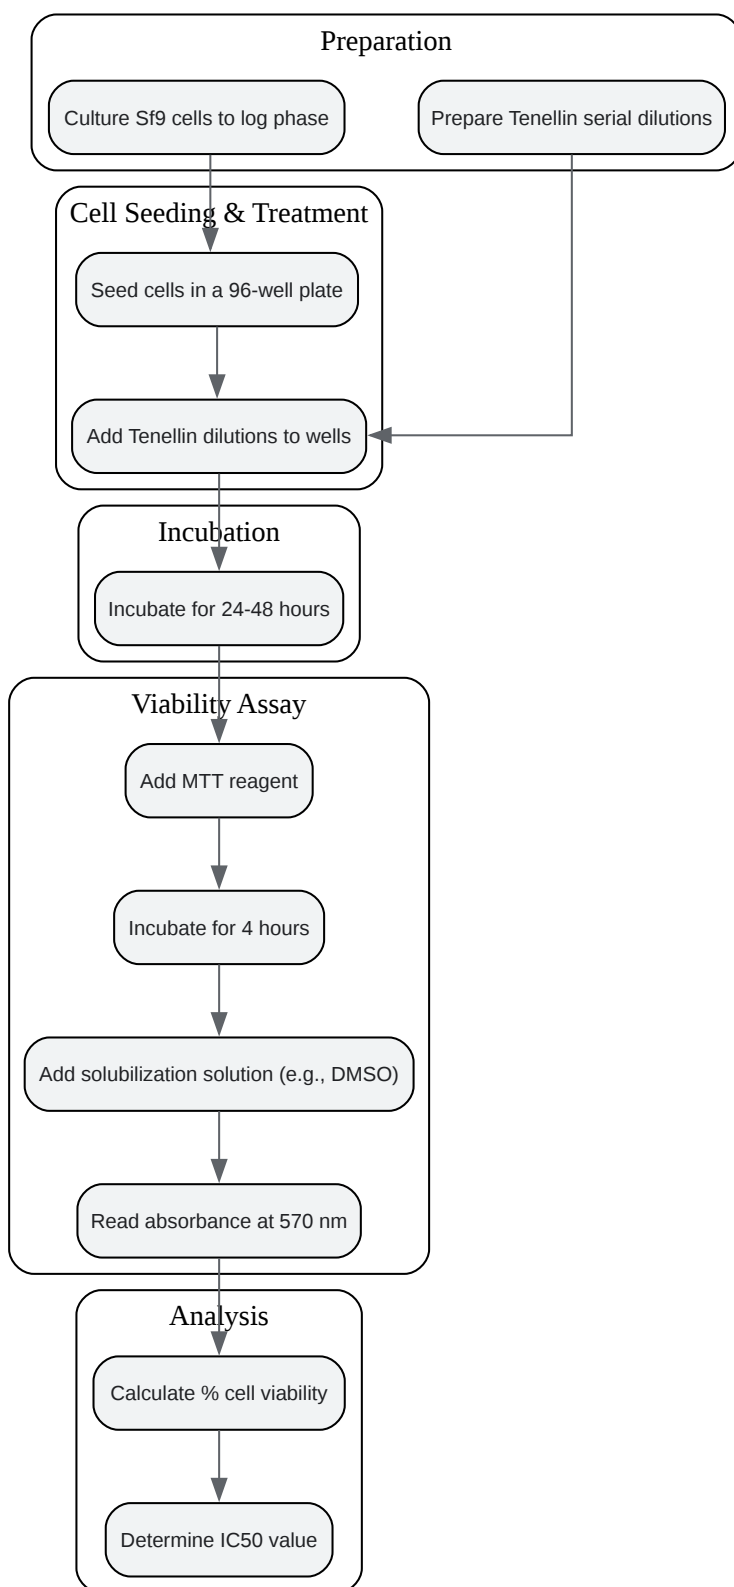 Preparation
Culture Sf9 cells to log phase
Prepare Tenellin serial dilutions
Cell Seeding & Treatment
Seed cells in a 96-well plate
Add Tenellin dilutions to wells
Incubation
Incubate for 24-48 hours
Viability Assay
Add MTT reagent
Incubate for 4 hours
Add solubilization solution (e.g., DMSO)
Read absorbance at 570 nm
Analysis
Calculate % cell viability
Determine IC50 value